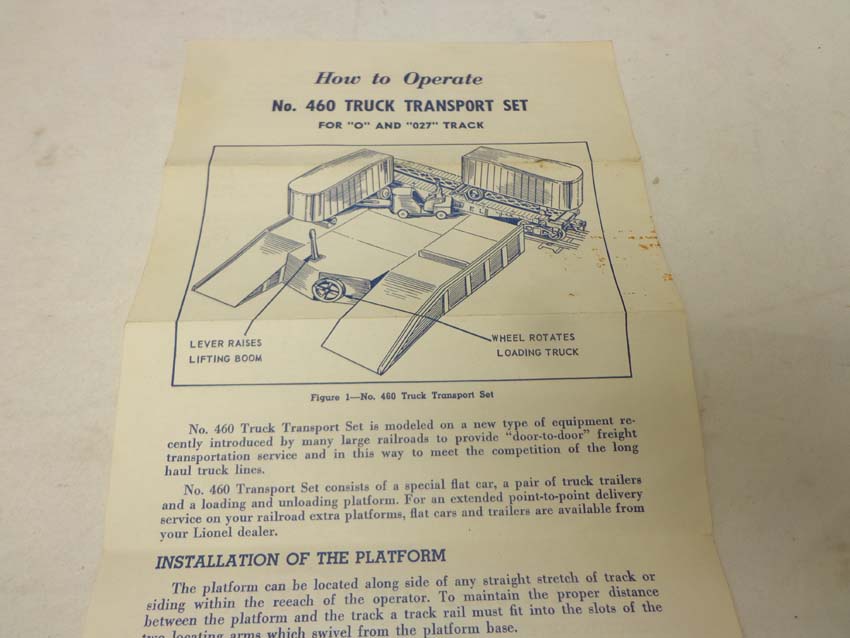 How to Operate
No. 460 TRUCK TRANSPORT SET
FOR "O" AND "027" TRACK
LEVER RAISES
LIFTING BOOM
WHEEL ROTATES
LOADING TRUCK
Figure 1—No. 460 Truck Transport Set
No. 460 Truck Transport Set is modeled on a new type of equipment re-
cently introduced by many large railroads to provide "door-to-door" freight
transportation service and in this way to meet the competition of the long
haul truck lines.
No. 460 Transport Set consists of a special flat car, a pair of truck trailers
and a loading and unloading platform. For an extended point-to-point delivery
service on your railroad extra platforms, flat cars and trailers are available from
your Lionel dealer.
INSTALLATION OF THE PLATFORM
The platform can be located along side of any straight stretch of track or
siding within the reeach of the operator. To maintain the proper distance
between the platform and the track a track rail must fit into the slots of the
two locating arms which swivel from the platform base.